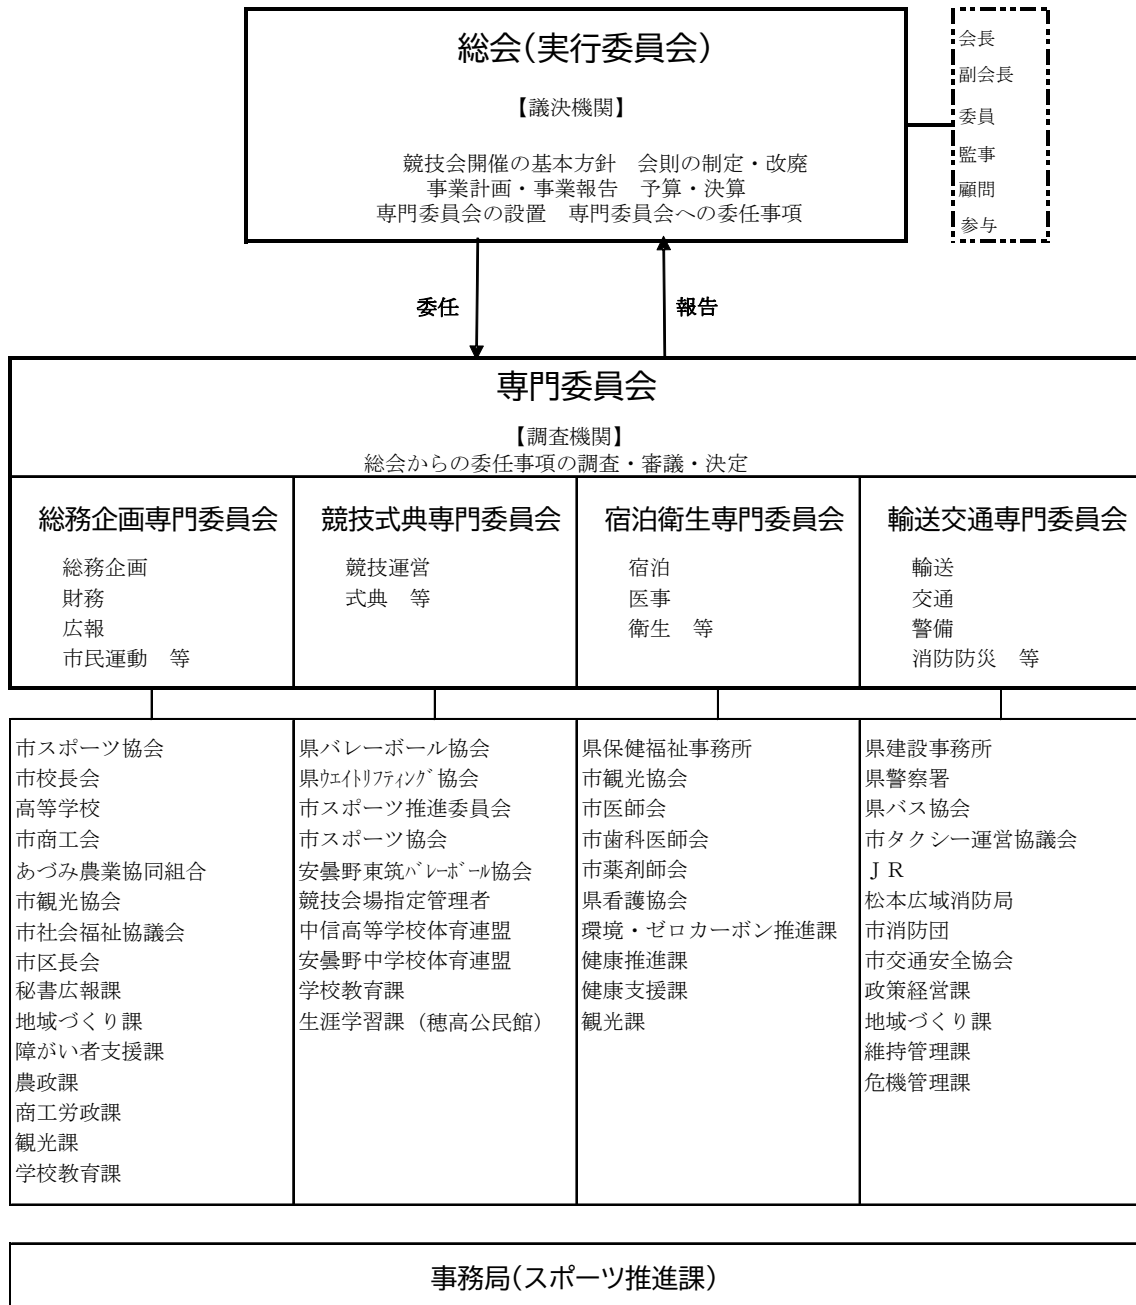 総会(実行委員会)
【議決機関】
競技会開催の基本方針　会則の制定・改廃
事業計画・事業報告　予算・決算
専門委員会の設置　専門委員会への委任事項
会長
副会長
委員
監事
顧問
参与
委任
報告
専門委員会
【調査機関】
総会からの委任事項の調査・審議・決定
総務企画専門委員会
総務企画
財務
広報
市民運動　等
競技式典専門委員会
競技運営
式典　等
宿泊衛生専門委員会
宿泊
医事
衛生　等
輸送交通専門委員会
輸送
交通
警備
消防防災　等
市スポーツ協会
市校長会
高等学校
市商工会
あづみ農業協同組合
市観光協会
市社会福祉協議会
市区長会
秘書広報課
地域づくり課
障がい者支援課
農政課
商工労政課
観光課
学校教育課
県バレーボール協会
県ｳｴｲﾄﾘﾌﾃｨﾝｸﾞ協会
市スポーツ推進委員会
市スポーツ協会
安曇野東筑ﾊﾞﾚｰﾎﾞｰﾙ協会
競技会場指定管理者
中信高等学校体育連盟
安曇野中学校体育連盟
学校教育課
生涯学習課（穂高公民館）
県保健福祉事務所
市観光協会
市医師会
市歯科医師会
市薬剤師会
県看護協会
環境・ゼロカーボン推進課
健康推進課
健康支援課
観光課
県建設事務所
県警察署
県バス協会
市タクシー運営協議会
ＪＲ
松本広域消防局
市消防団
市交通安全協会
政策経営課
地域づくり課
維持管理課
危機管理課
事務局(スポーツ推進課)